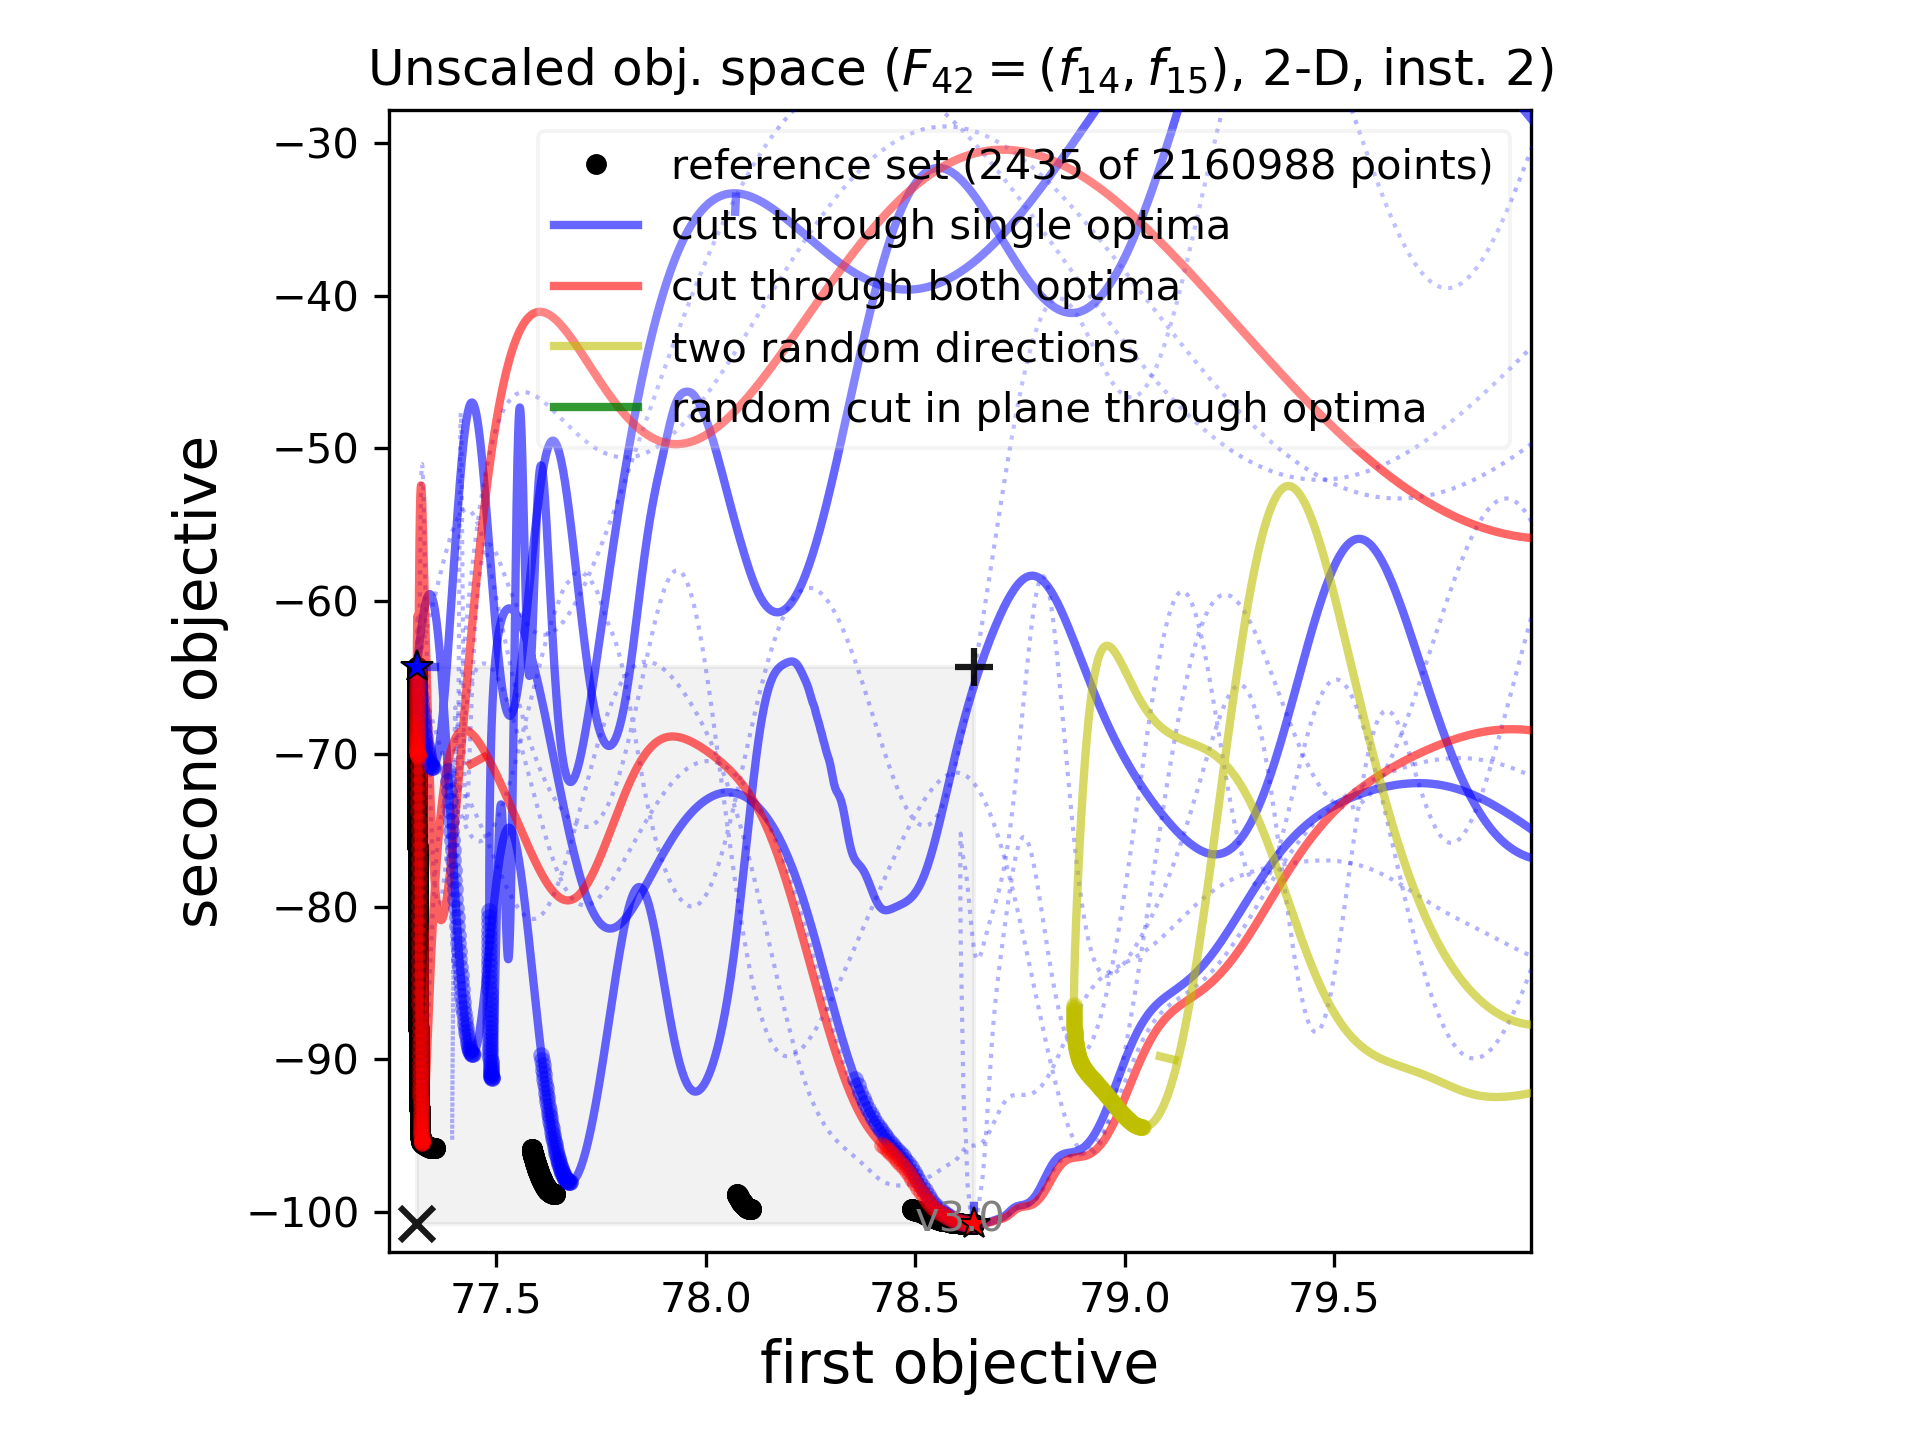 Unscaled obj. space (F42 = (f14, f15), 2-D, inst. 2)
reference set (2435 of 2160988 points)
cuts through single optima
cut through both optima
two random directions
random cut in plane through optima
second objective
−30
−40
−50
−60
−70
−80
−90
−100
v3.0
77.5 78.0 78.5 79.0 79.5
first objective